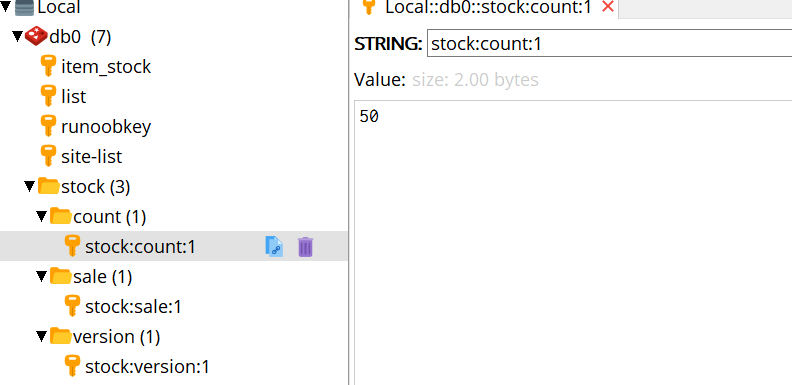 Local
db0 (7)
item_stock
list
runoobkey
site-list
stock (3)
count (1)
stock:count:1
sale (1)
stock:sale:1
version (1)
stock:version:1
Local::db0::stock:count:1
STRING: stock:count:1
Value: size: 2.00 bytes
50